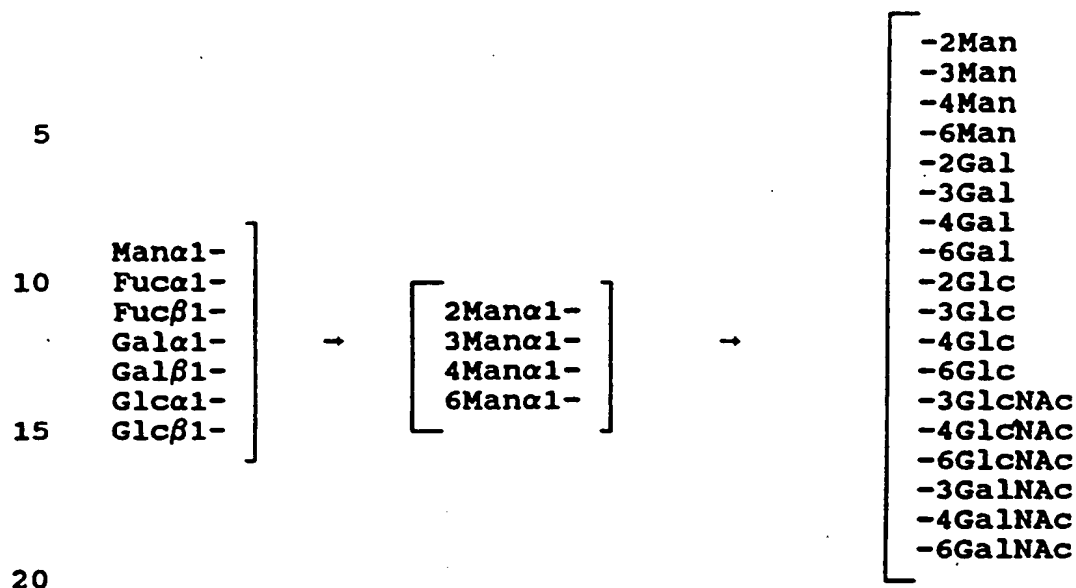 -2Man
-3Man
-4Man
5 -6Man
-2Gal
-3Gal
-4Gal
-6Gal
Manα1-
10 Fucα1- -2Glc
Fucβ1- 2Manα1- -3Glc
Galα1- → 3Manα1- → -4Glc
Galβ1- 4Manα1- -6Glc
Glcα1- 6Manα1- -3GlcNAc
15 Glcβ1- -4GlcNAc
-6GlcNAc
-3GalNAc
-4GalNAc
-6GalNAc
20